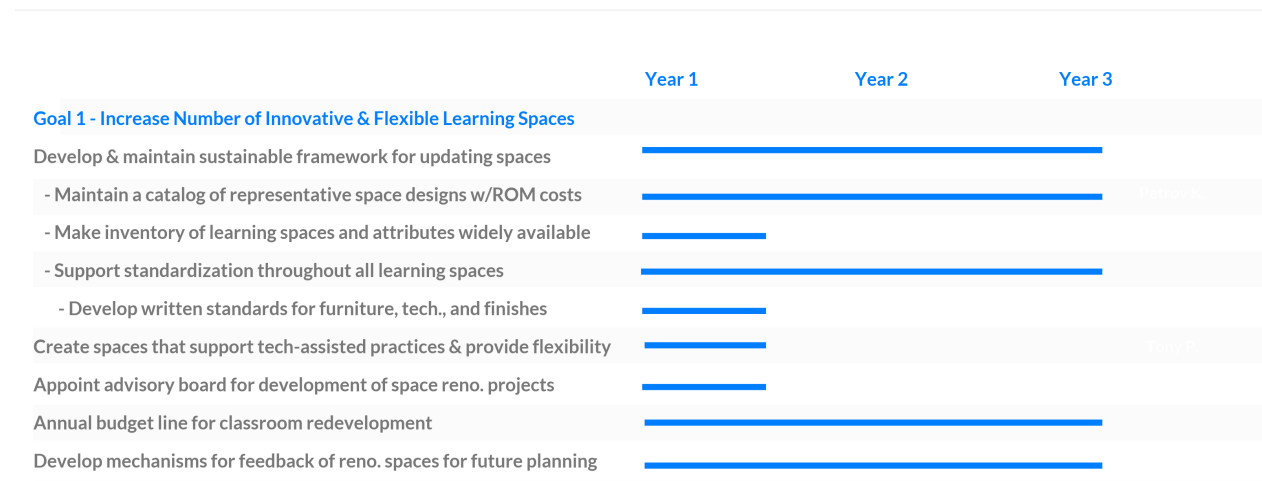 Year 1 Year 2 Year 3
Goal 1 - Increase Number of Innovative & Flexible Learning Spaces
Develop & maintain sustainable framework for updating spaces
- Maintain a catalog of representative space designs w/ROM costs
- Make inventory of learning spaces and attributes widely available
- Support standardization throughout all learning spaces
- Develop written standards for furniture, tech., and finishes
Create spaces that support tech-assisted practices & provide flexibility
Appoint advisory board for development of space reno. projects
Annual budget line for classroom redevelopment
Develop mechanisms for feedback of reno. spaces for future planning